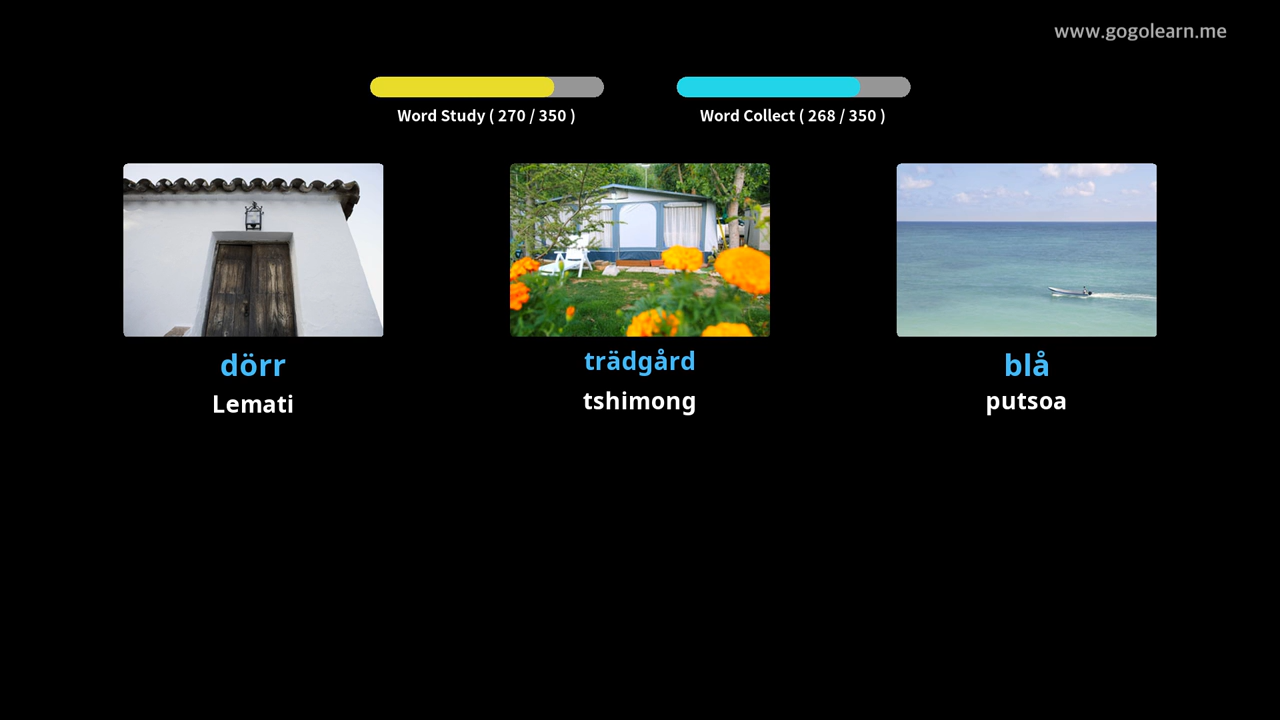 www.gogolearn.me
Word Study ( 270 / 350 )
Word Collect ( 268 / 350 )
dörr
Lemati
trädgård
tshimong
blå
putsoa